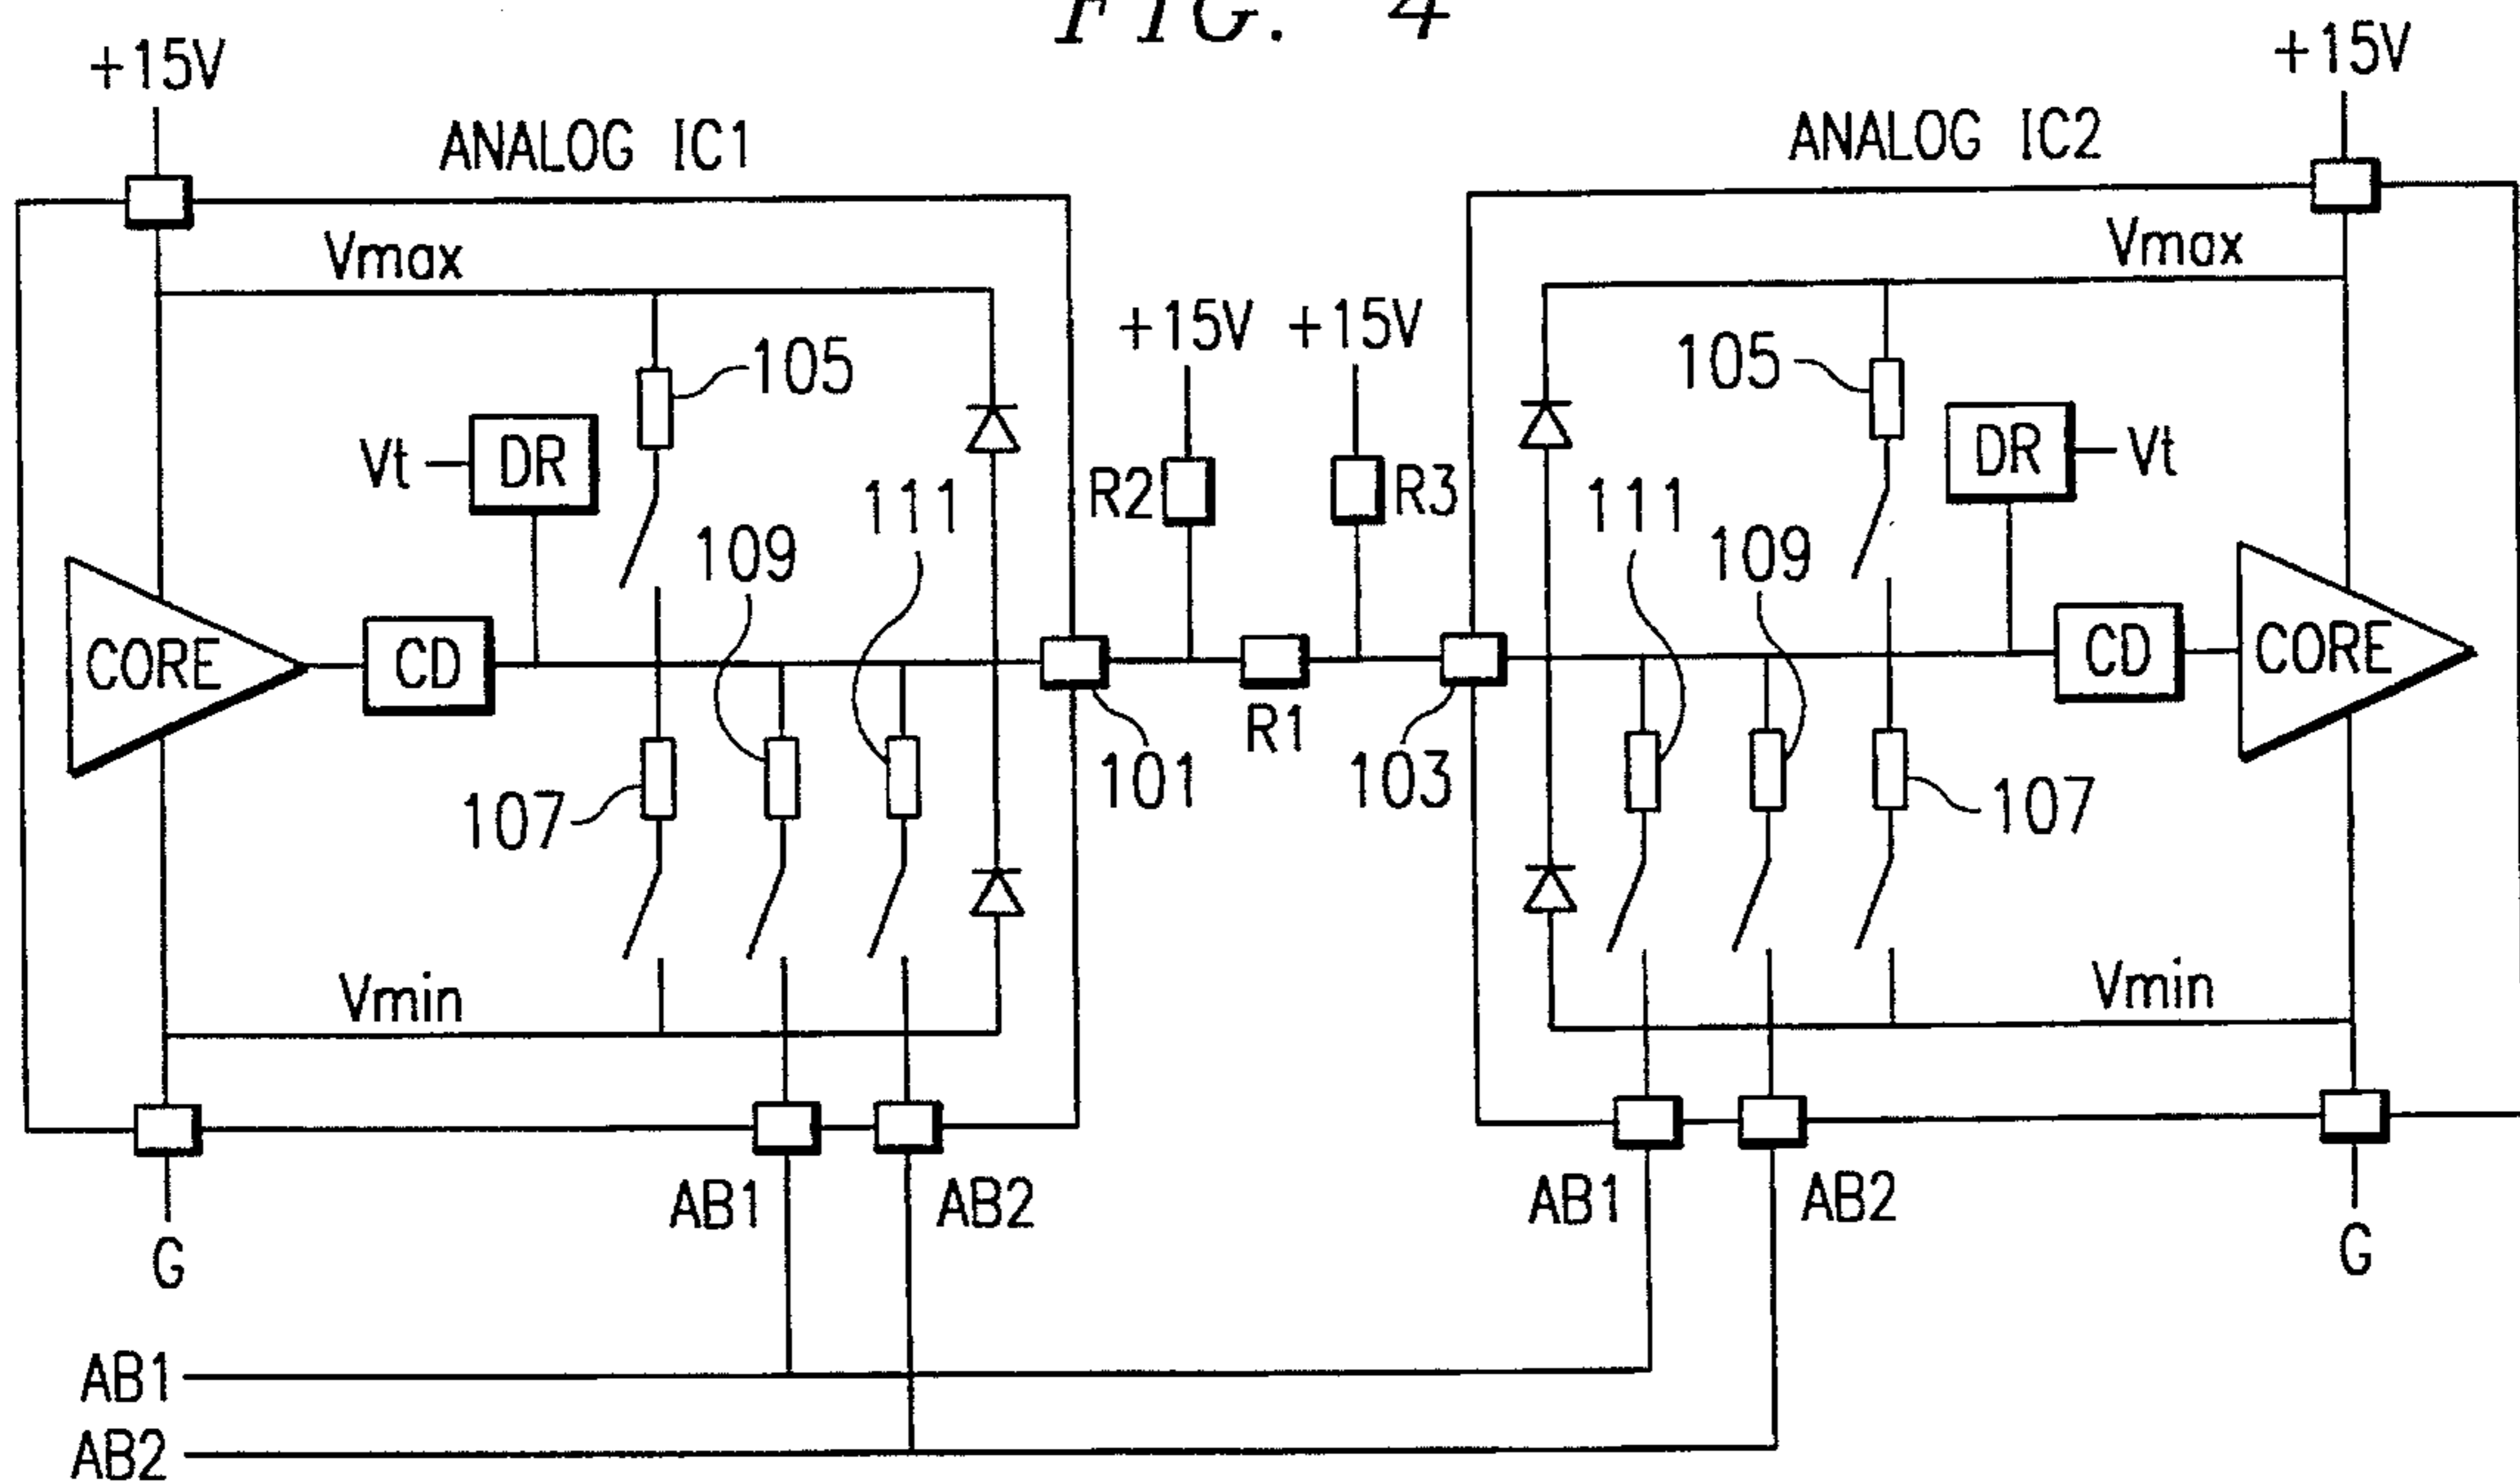 FIG. 4
+15V
+15V
ANALOG IC1
ANALOG IC2
Vmax
Vmax
+15V
+15V
105
105
Vt
DR
DR
Vt
R2
R3
111
111
109
109
CORE
CD
CD
CORE
R1
101
103
107
107
Vmin
Vmin
AB1
AB2
AB1
AB2
G
G
AB1
AB2